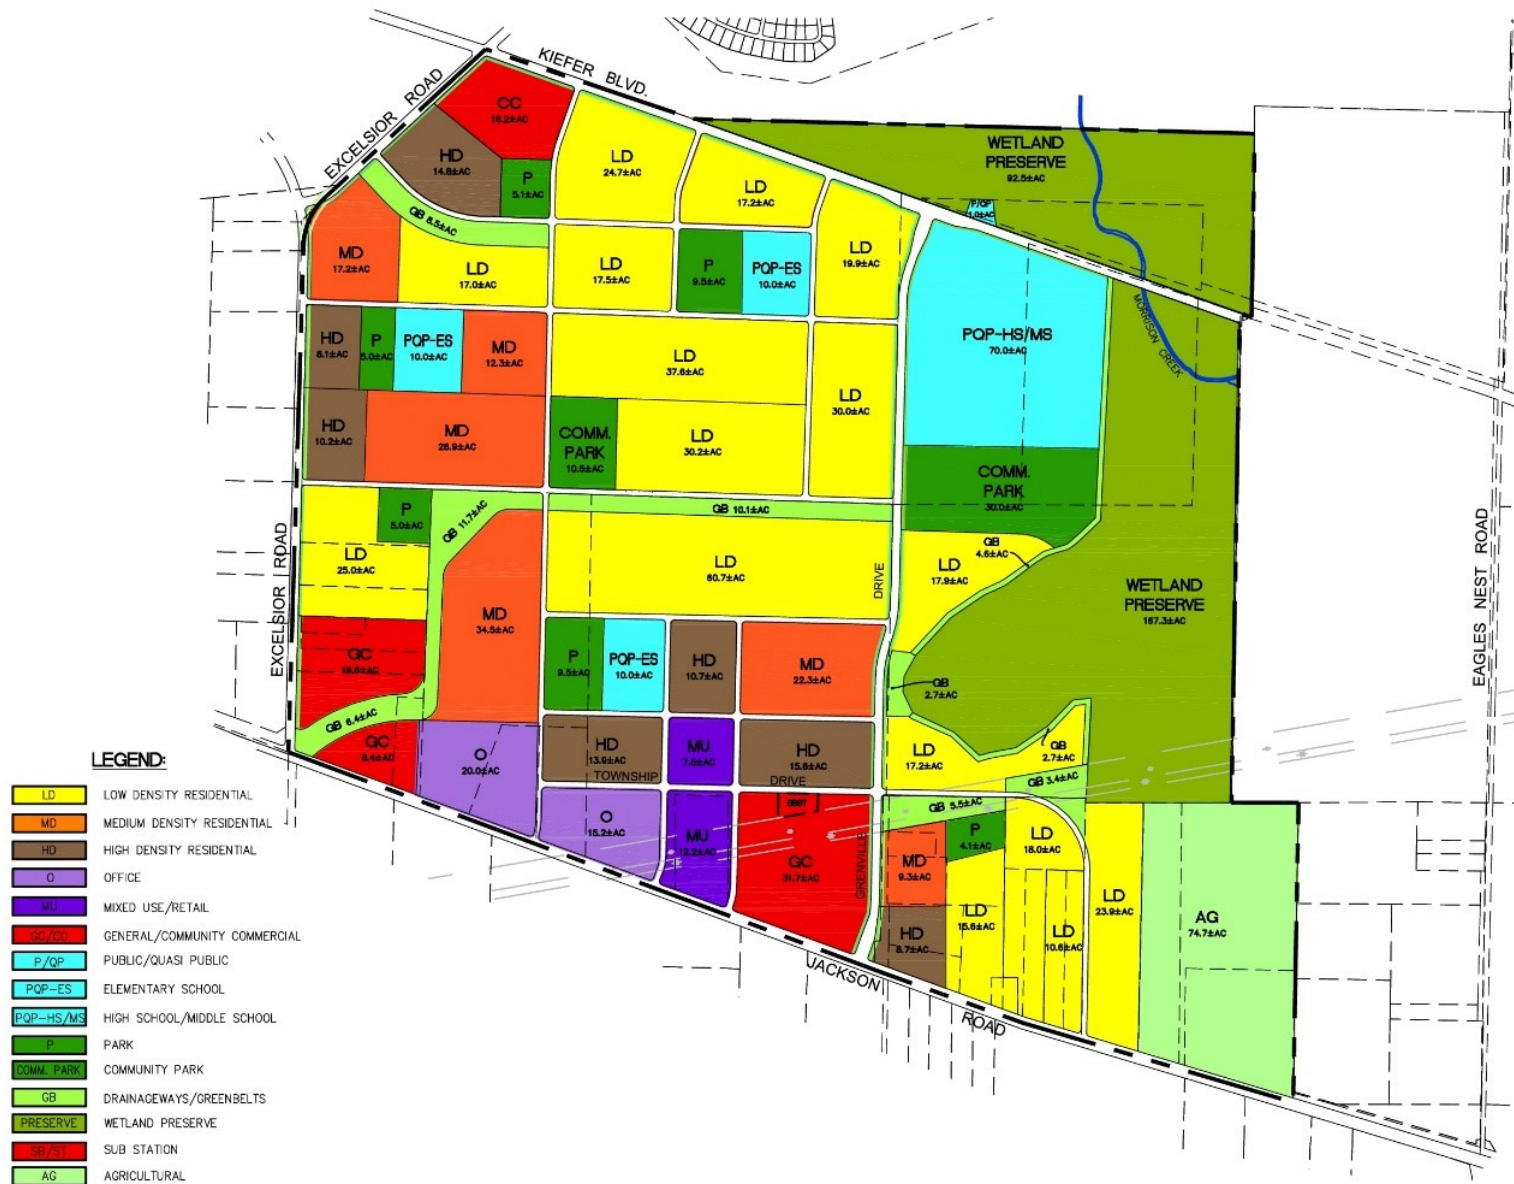 KIEFER BLVD.
EXCELSIOR ROAD
CC
18.2±AC
HD
14.8±AC
P
5.1±AC
LD
24.7±AC
LD
17.2±AC
WETLAND
PRESERVE
92.5±AC
P/QP
1.0±AC
GB 8.5±AC
MD
17.2±AC
LD
17.0±AC
LD
17.5±AC
P
9.5±AC
PQP-ES
10.0±AC
LD
19.9±AC
HD
8.1±AC
P
5.0±AC
PQP-ES
10.0±AC
MD
12.3±AC
LD
37.6±AC
LD
30.0±AC
PQP-HS/MS
70.0±AC
MORRISON CREEK
HD
10.2±AC
MD
28.9±AC
COMM.
PARK
10.6±AC
LD
30.2±AC
COMM.
PARK
30.0±AC
P
5.0±AC
GB 11.7±AC
GB 10.1±AC
LD
25.0±AC
LD
60.7±AC
DRIVE
LD
17.9±AC
GB
4.6±AC
WETLAND
PRESERVE
167.3±AC
EXCELSIOR ROAD
EAGLES NEST ROAD
MD
34.5±AC
GC
19.6±AC
P
9.5±AC
PQP-ES
10.0±AC
HD
10.7±AC
MD
22.3±AC
GB
2.7±AC
GB 6.4±AC
GC
8.4±AC
O
20.0±AC
HD
13.9±AC
MU
7.5±AC
HD
15.6±AC
LD
17.2±AC
GB
2.7±AC
TOWNSHIP
DRIVE
GB 3.4±AC
O
15.2±AC
MU
12.2±AC
GC
31.7±AC
GRENVILLE
GB 5.5±AC
MD
9.3±AC
P
4.1±AC
LD
18.0±AC
LD
23.9±AC
AG
74.7±AC
HD
8.7±AC
LD
15.6±AC
LD
10.6±AC
JACKSON
ROAD
LEGEND:
LD LOW DENSITY RESIDENTIAL
MD MEDIUM DENSITY RESIDENTIAL
HD HIGH DENSITY RESIDENTIAL
O OFFICE
MU MIXED USE/RETAIL
GC/CC GENERAL/COMMUNITY COMMERCIAL
P/QP PUBLIC/QUASI PUBLIC
PQP-ES ELEMENTARY SCHOOL
PQP-HS/MS HIGH SCHOOL/MIDDLE SCHOOL
P PARK
COMM. PARK COMMUNITY PARK
GB DRAINAGEWAYS/GREENBELTS
PRESERVE WETLAND PRESERVE
SB/ST SUB STATION
AG AGRICULTURAL